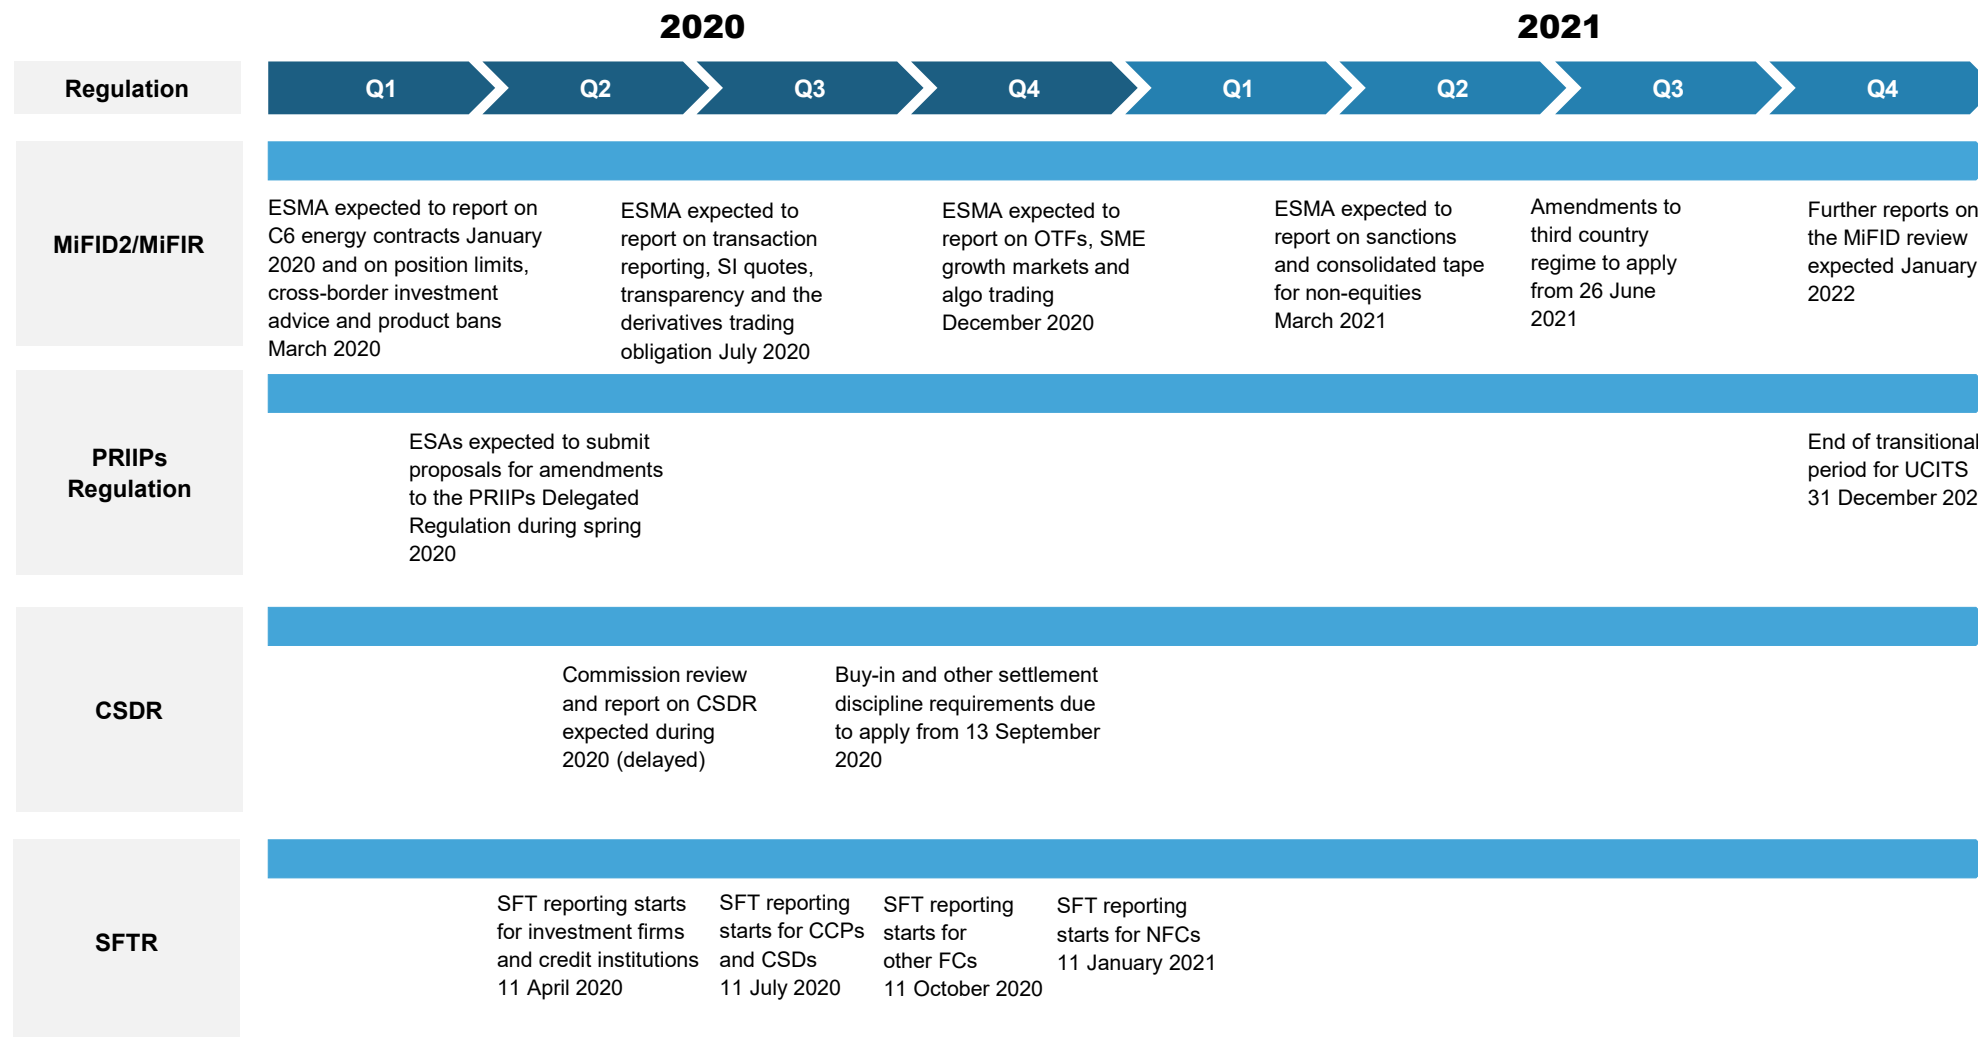 2020
2021
Regulation
Q1
Q2
Q3
Q4
Q1
Q2
Q3
Q4
MiFID2/MiFIR
ESMA expected to report on
C6 energy contracts January
2020 and on position limits,
cross-border investment
advice and product bans
March 2020
ESMA expected to
report on transaction
reporting, SI quotes,
transparency and the
derivatives trading
obligation July 2020
ESMA expected to
report on OTFs, SME
growth markets and
algo trading
December 2020
ESMA expected to
report on sanctions
and consolidated tape
for non-equities
March 2021
Amendments to
third country
regime to apply
from 26 June
2021
Further reports on
the MiFID review
expected January
2022
PRIIPs
Regulation
ESAs expected to submit
proposals for amendments
to the PRIIPs Delegated
Regulation during spring
2020
End of transitional
period for UCITS
31 December 202
CSDR
Commission review
and report on CSDR
expected during
2020 (delayed)
Buy-in and other settlement
discipline requirements due
to apply from 13 September
2020
SFTR
SFT reporting starts
for investment firms
and credit institutions
11 April 2020
SFT reporting
starts for CCPs
and CSDs
11 July 2020
SFT reporting
starts for
other FCs
11 October 2020
SFT reporting
starts for NFCs
11 January 2021